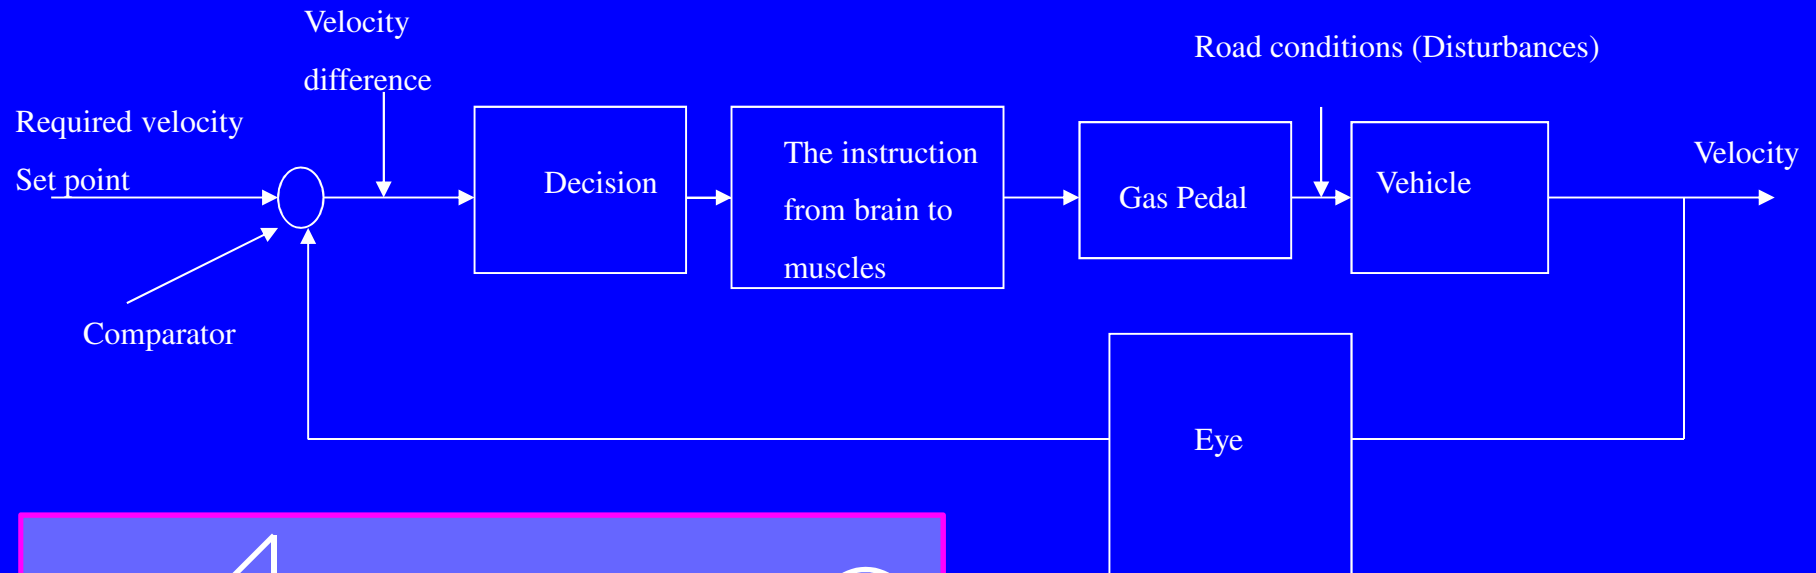 Velocity
difference
Road conditions (Disturbances)
Required velocity
Set point
Decision
The instruction
from brain to
muscles
Gas Pedal
Vehicle
Velocity
Comparator
Eye